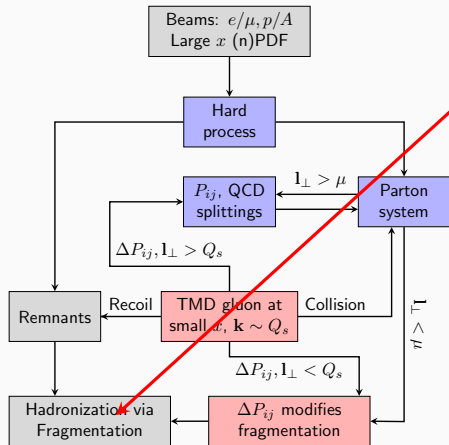 Beams: e/μ, p/A
Large x (n)PDF
Hard
process
l⊥ > μ
P_ij, QCD
splittings
Parton
system
ΔP_ij, l⊥ > Q_s
l⊥ < μ
Remnants
Recoil
TMD gluon at
small x, k ∼ Q_s
Collision
ΔP_ij, l⊥ < Q_s
Hadronization via
Fragmentation
ΔP_ij modifies
fragmentation